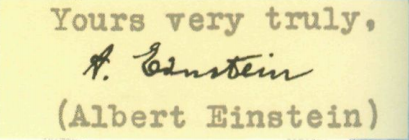 Yours very truly,
A. Einstein
(Albert Einstein)